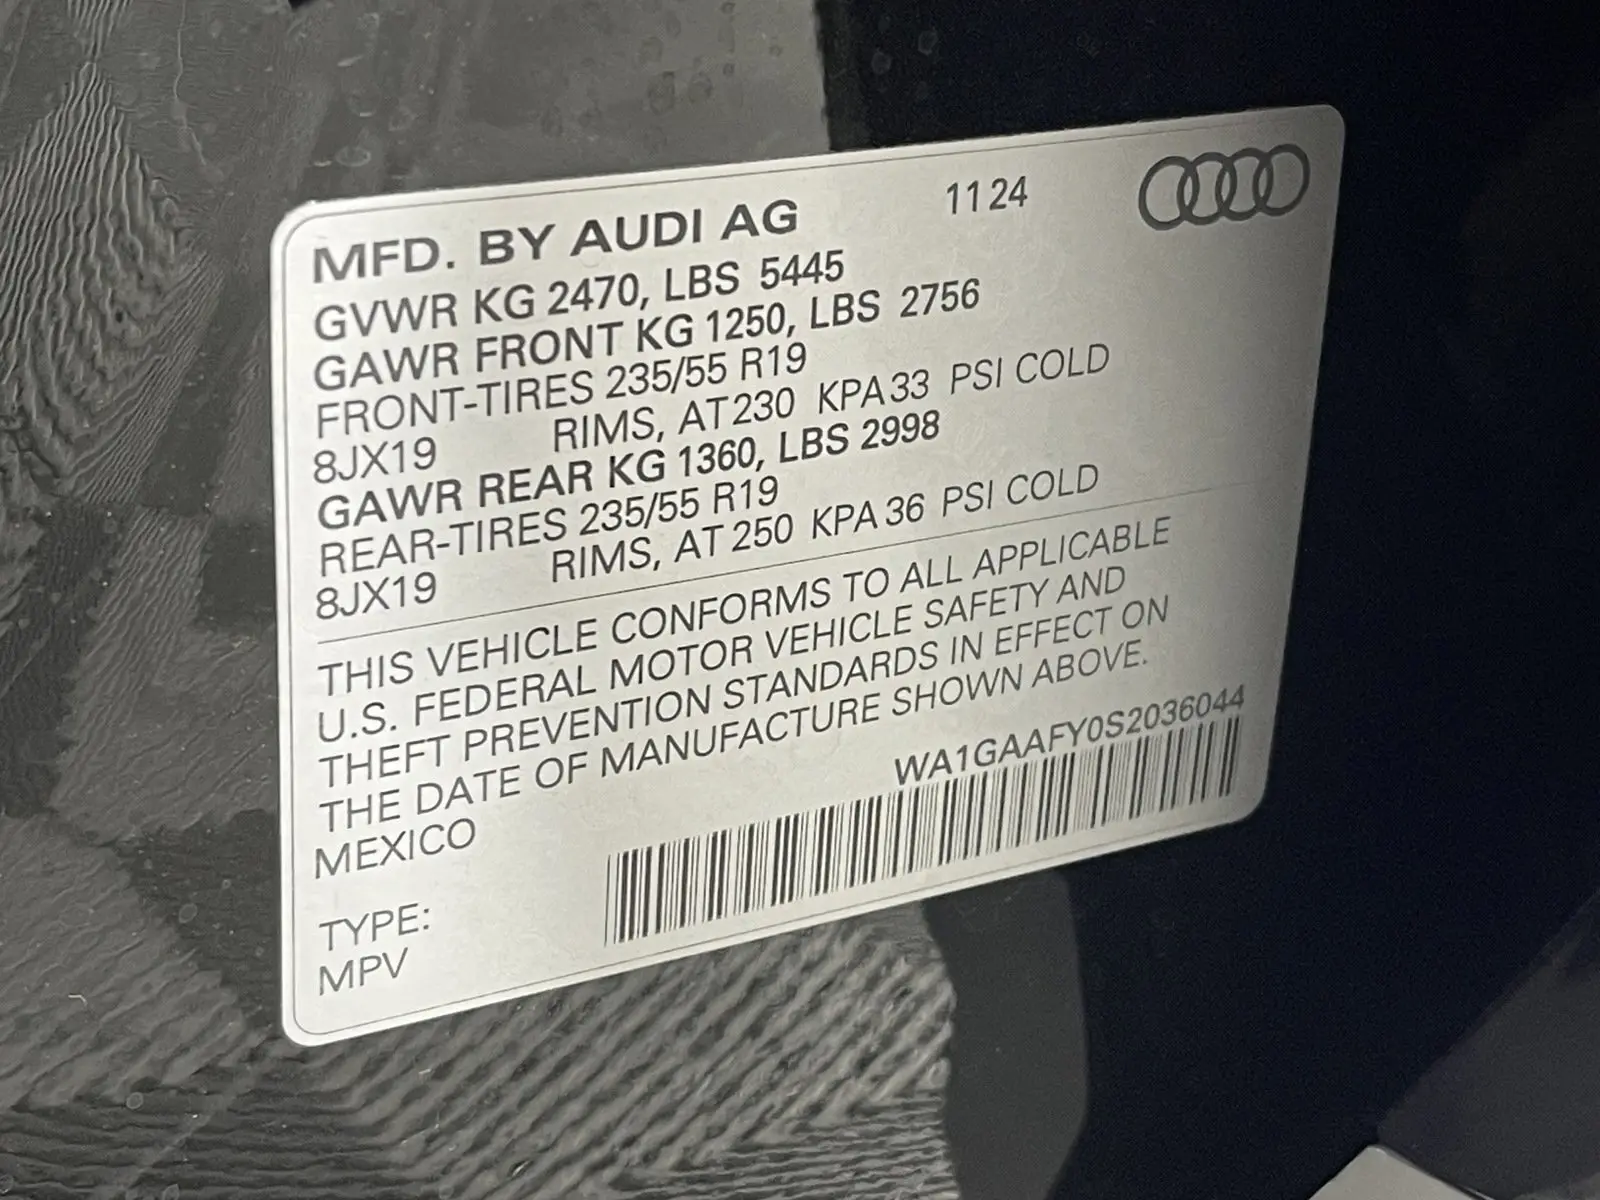 MFD. BY AUDI AG 11 24
GVWR KG 2470, LBS 5445
GAWR FRONT KG 1250, LBS 2756
FRONT-TIRES 235/55 R19
8JX19 RIMS, AT 230 KPA 33 PSI COLD
GAWR REAR KG 1360, LBS 2998
REAR-TIRES 235/55 R19
8JX19 RIMS, AT 250 KPA 36 PSI COLD
THIS VEHICLE CONFORMS TO ALL APPLICABLE
U.S. FEDERAL MOTOR VEHICLE SAFETY AND
THEFT PREVENTION STANDARDS IN EFFECT ON
THE DATE OF MANUFACTURE SHOWN ABOVE.
MEXICO WA1GAAFY0S2036044
TYPE:
MPV